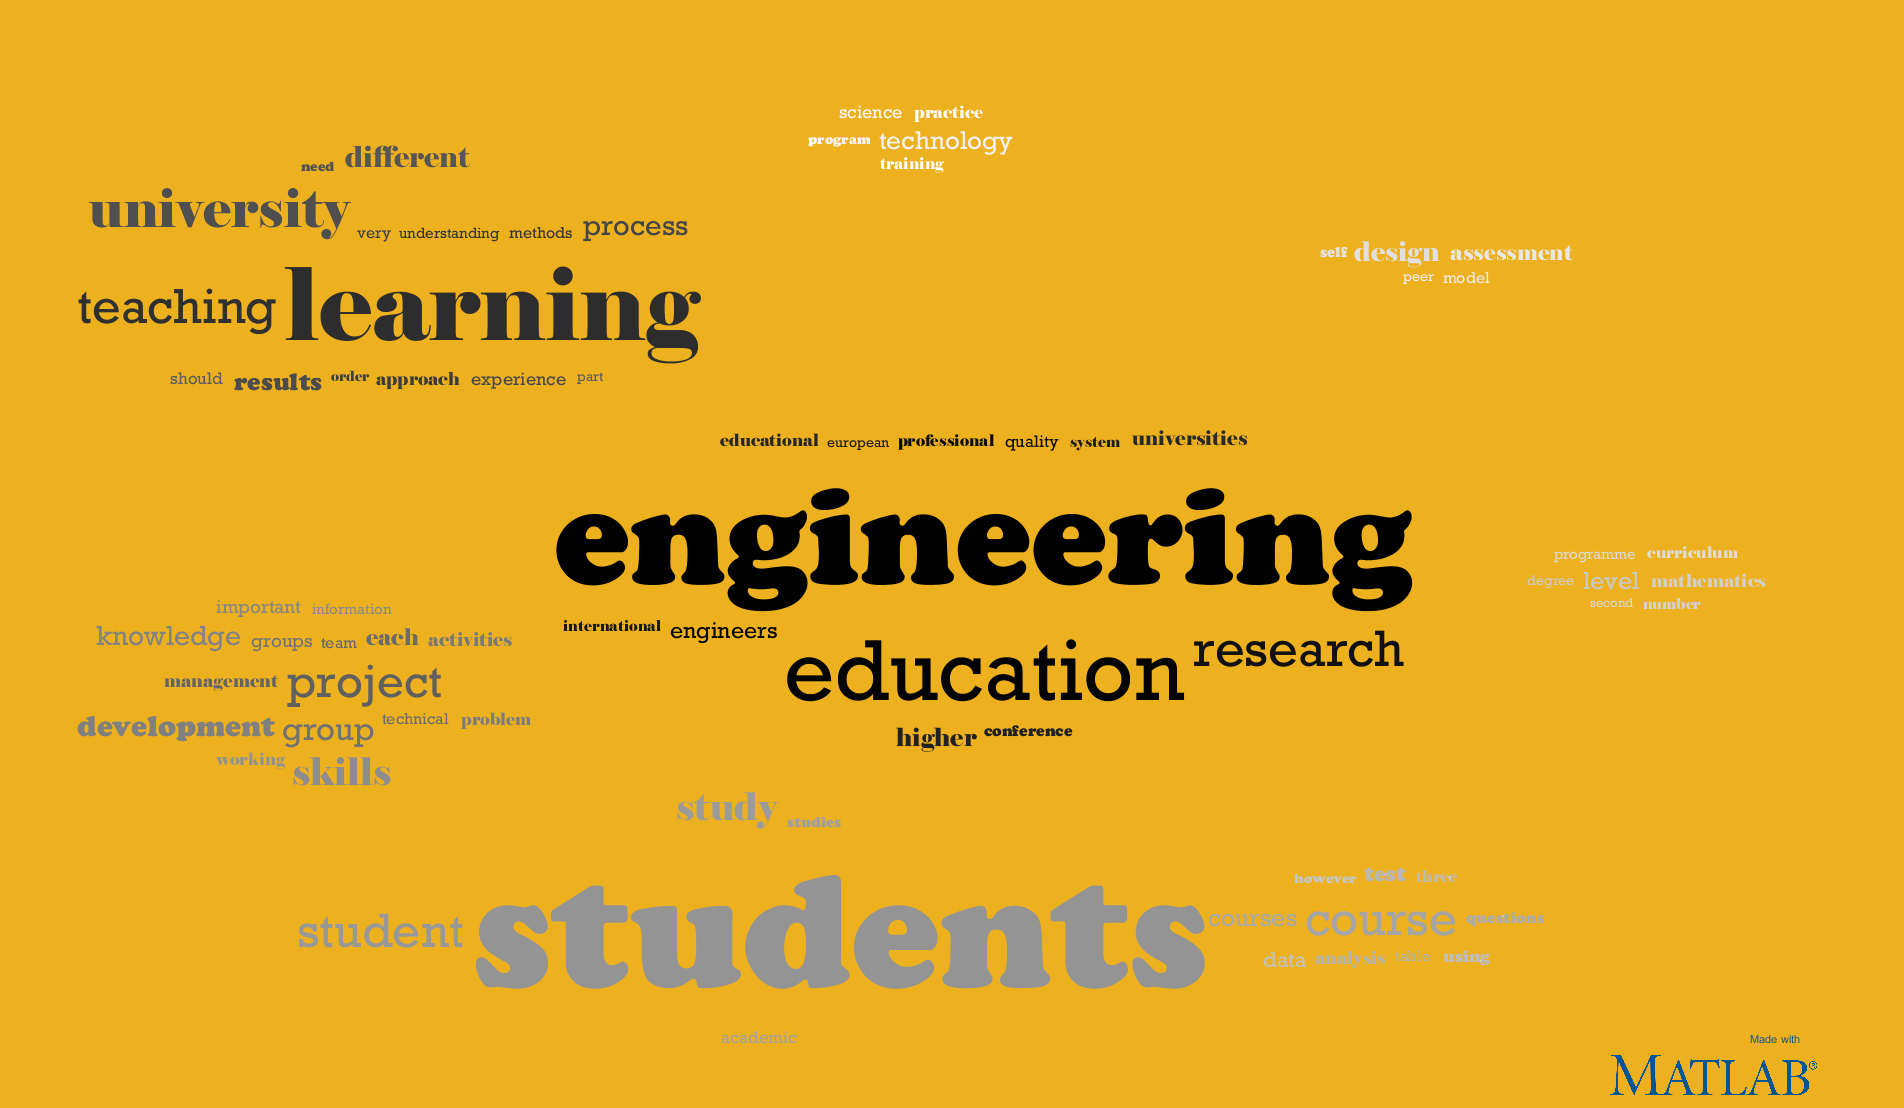 science practice
program technology
training
need different
university very understanding methods process
teaching learning
should results order approach experience part
self design assessment
peer model
educational european professional quality system universities
engineering
international engineers
education research
higher conference
programme curriculum
degree level mathematics
second number
important information
knowledge groups team each activities
management project
development group technical problem
working skills
study studies
student students
academic
however test three
courses course questions
data analysis table using
Made with
MATLAB®